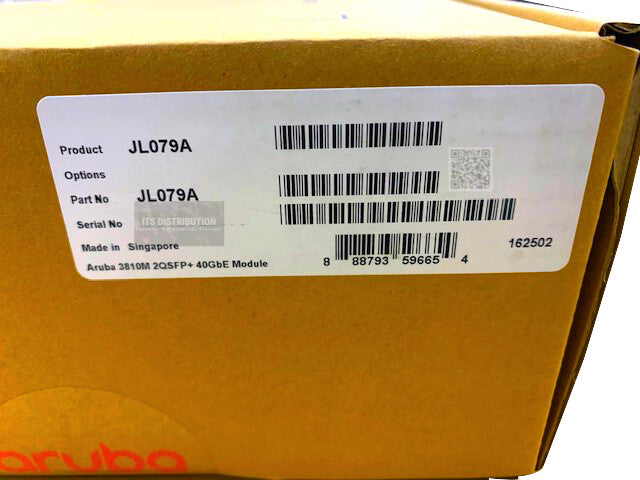 Product JL079A
Options
Part No JL079A
Serial No
ITS DISTRIBUTION
Made in Singapore
Aruba 3810M 2QSFP+ 40GbE Module
8 88793 59665 4
162502
aruba